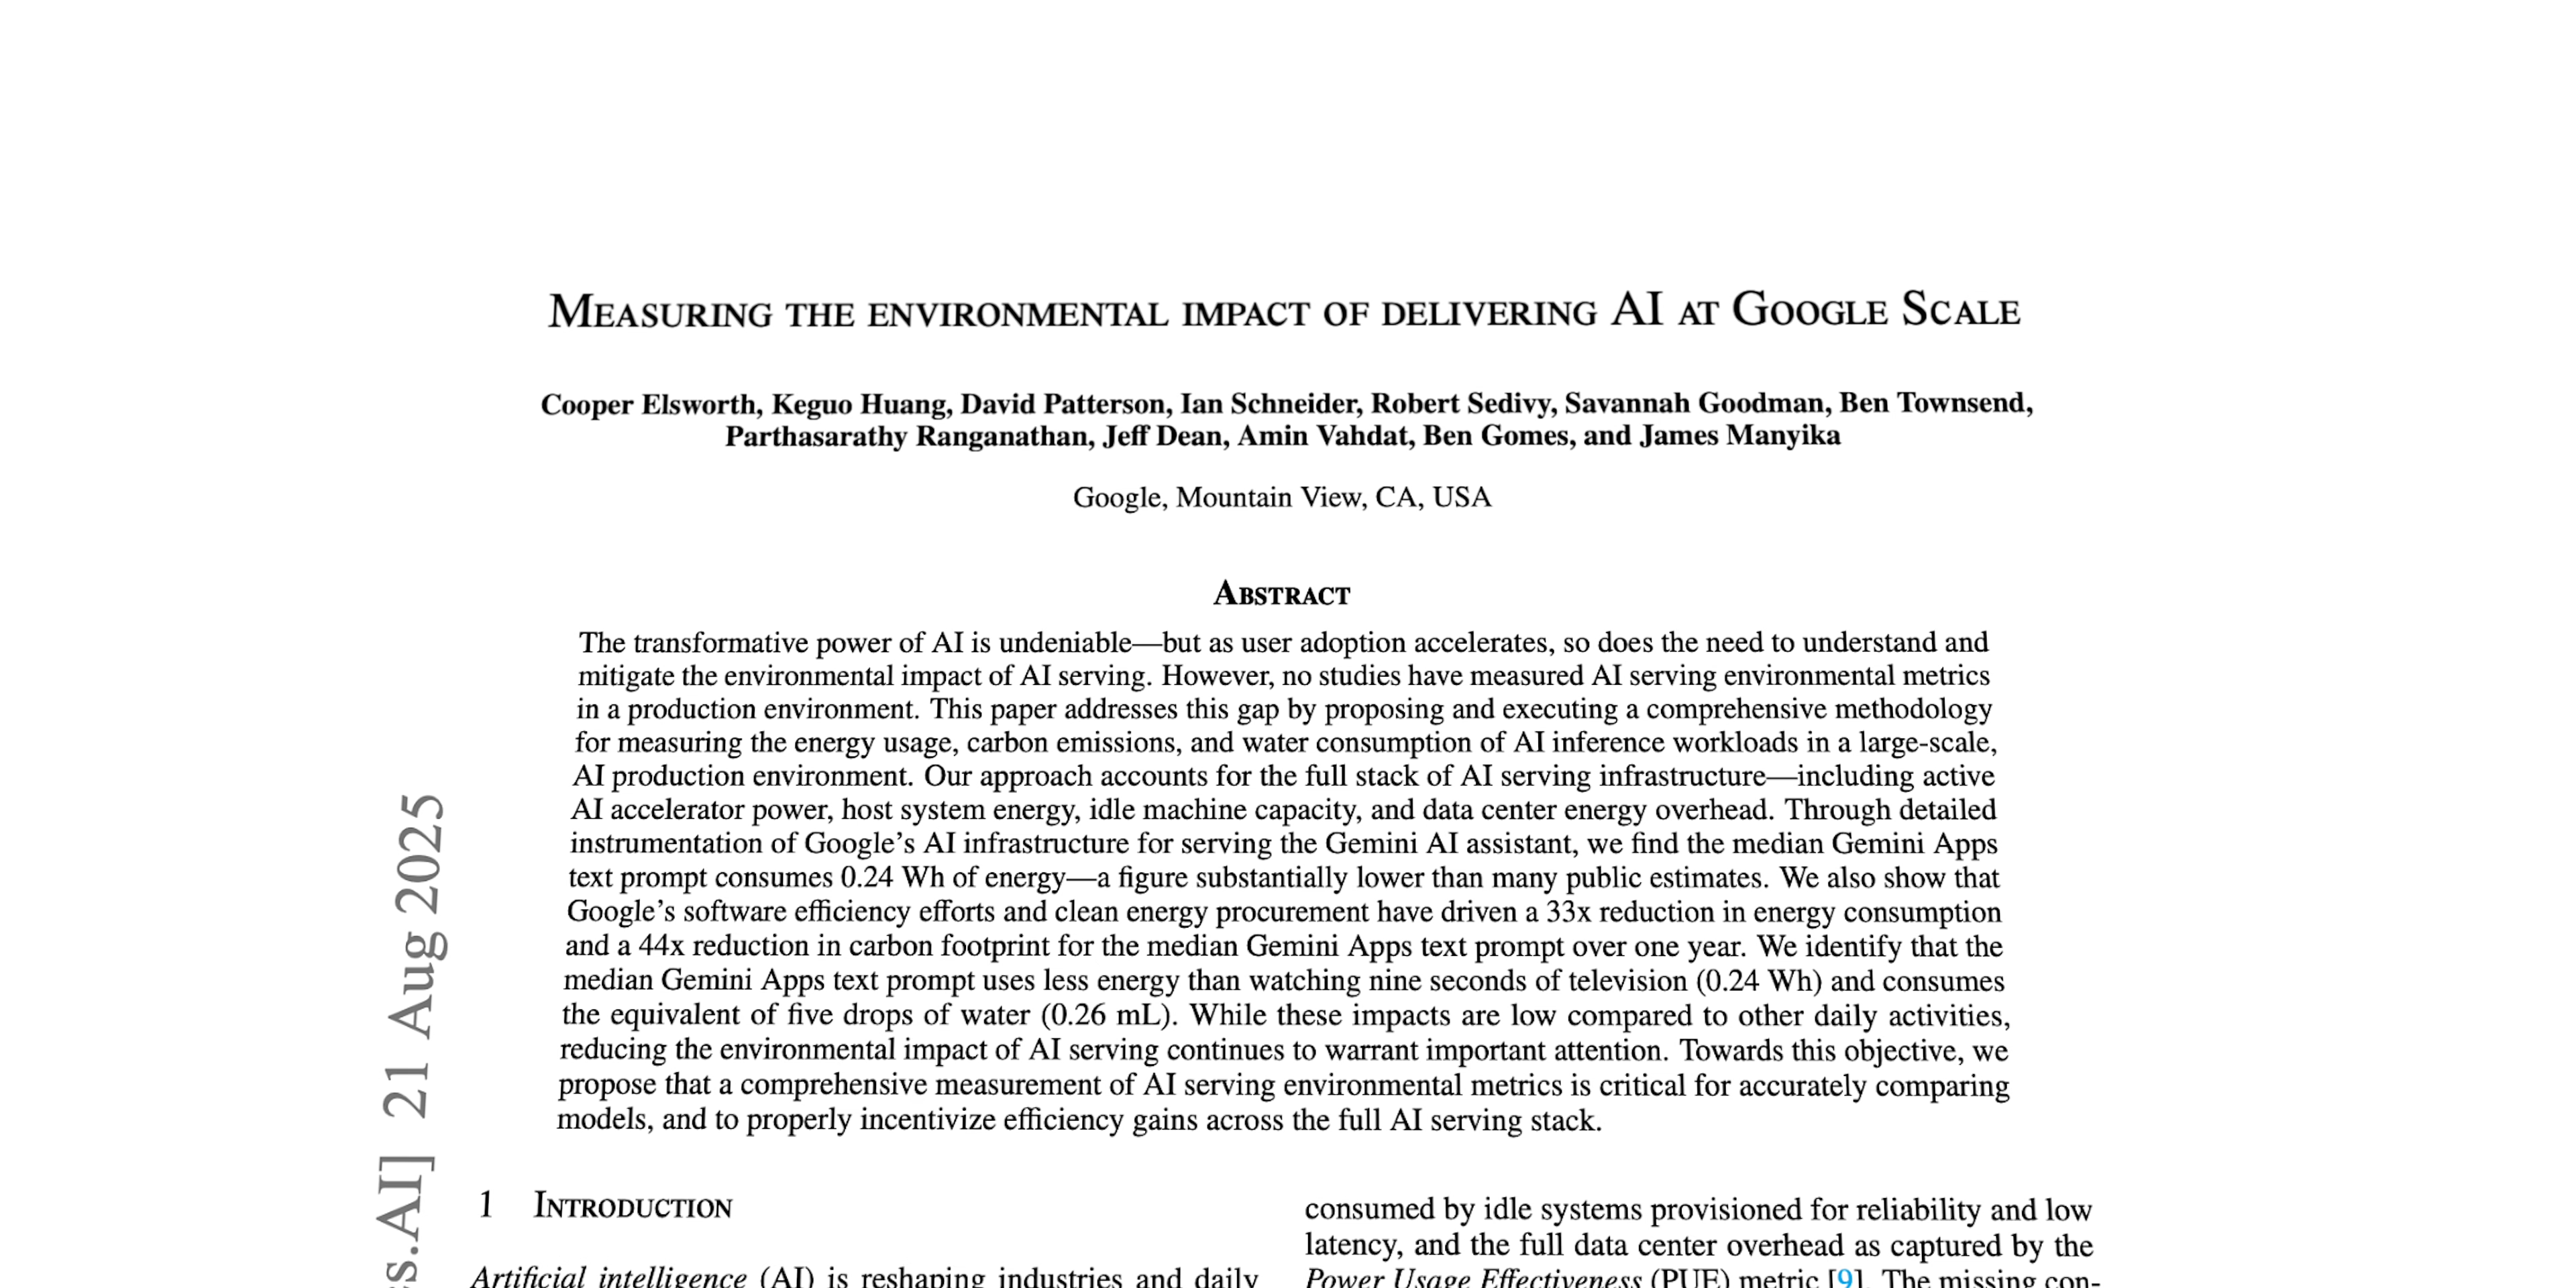 MEASURING THE ENVIRONMENTAL IMPACT OF DELIVERING AI AT GOOGLE SCALE
Cooper Elsworth, Keguo Huang, David Patterson, Ian Schneider, Robert Sedivy, Savannah Goodman, Ben Townsend,
Parthasarathy Ranganathan, Jeff Dean, Amin Vahdat, Ben Gomes, and James Manyika
Google, Mountain View, CA, USA
ABSTRACT
The transformative power of AI is undeniable—but as user adoption accelerates, so does the need to understand and
mitigate the environmental impact of AI serving. However, no studies have measured AI serving environmental metrics
in a production environment. This paper addresses this gap by proposing and executing a comprehensive methodology
for measuring the energy usage, carbon emissions, and water consumption of AI inference workloads in a large-scale,
AI production environment. Our approach accounts for the full stack of AI serving infrastructure—including active
AI accelerator power, host system energy, idle machine capacity, and data center energy overhead. Through detailed
instrumentation of Google's AI infrastructure for serving the Gemini AI assistant, we find the median Gemini Apps
text prompt consumes 0.24 Wh of energy—a figure substantially lower than many public estimates. We also show that
Google's software efficiency efforts and clean energy procurement have driven a 33x reduction in energy consumption
and a 44x reduction in carbon footprint for the median Gemini Apps text prompt over one year. We identify that the
median Gemini Apps text prompt uses less energy than watching nine seconds of television (0.24 Wh) and consumes
the equivalent of five drops of water (0.26 mL). While these impacts are low compared to other daily activities,
reducing the environmental impact of AI serving continues to warrant important attention. Towards this objective, we
propose that a comprehensive measurement of AI serving environmental metrics is critical for accurately comparing
models, and to properly incentivize efficiency gains across the full AI serving stack.
s.AI] 21 Aug 2025
1 INTRODUCTION
Artificial intelligence (AI) is reshaping industries and daily
consumed by idle systems provisioned for reliability and low
latency, and the full data center overhead as captured by the
Power Usage Effectiveness (PUE) metric [9]. The missing con-